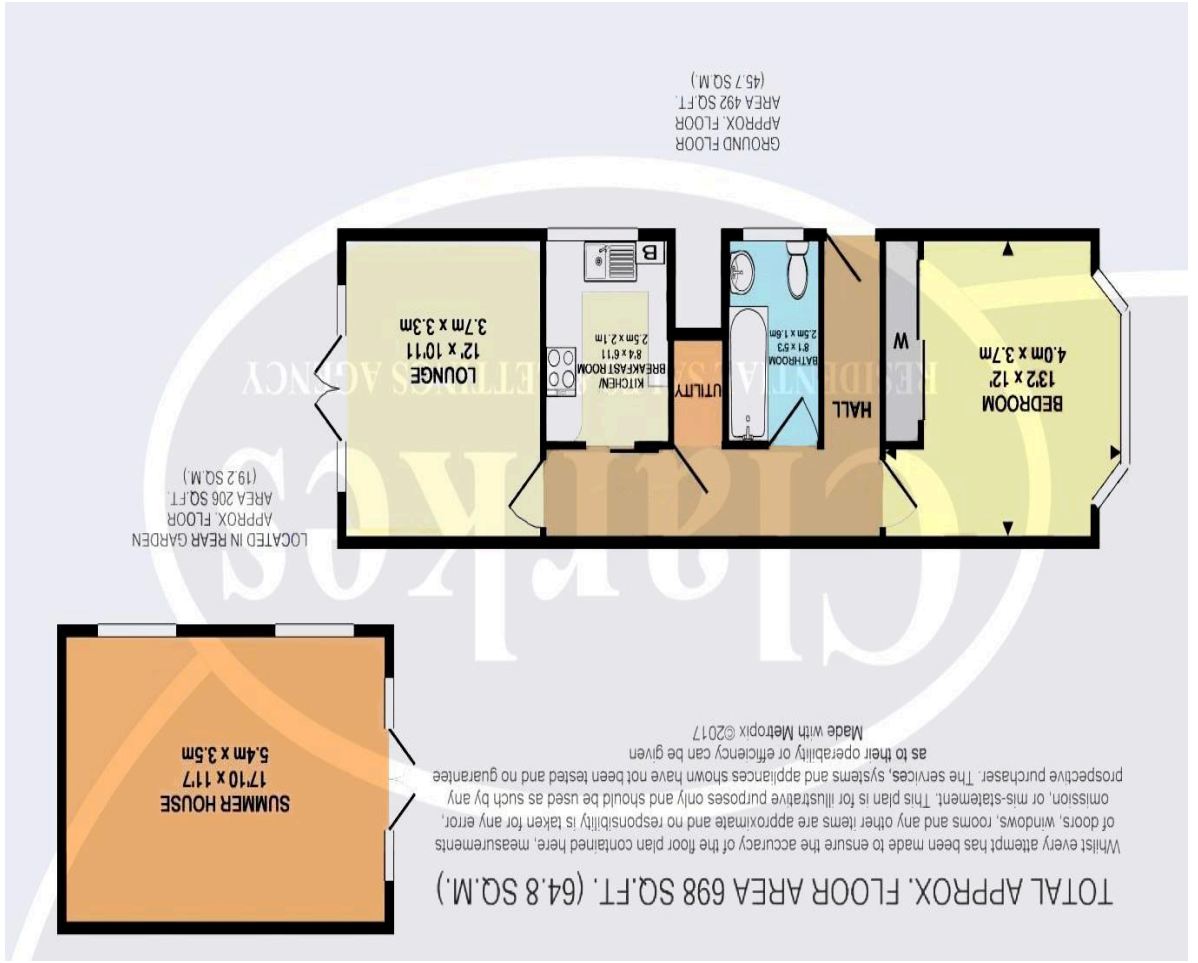 TOTAL APPROX. FLOOR AREA 698 SQ.FT. (64.8 SQ.M.)
Whilst every attempt has been made to ensure the accuracy of the floor plan contained here, measurements
of doors, windows, rooms and any other items are approximate and no responsibility is taken for any error,
omission, or mis-statement. This plan is for illustrative purposes only and should be used as such by any
prospective purchaser. The services, systems and appliances shown have not been tested and no guarantee
as to their operability or efficiency can be given
Made with Metropix ©2017
SUMMER HOUSE
17'10 x 11'7
5.4m x 3.5m
LOCATED IN REAR GARDEN
APPROX. FLOOR
AREA 206 SQ.FT.
(19.2 SQ.M.)
Clarkes
RESIDENTIAL SALES & LETTINGS AGENCY
BEDROOM
13'2 x 12'
4.0m x 3.7m
W
HALL
BATHROOM
8'1 x 5'3
2.5m x 1.6m
UTILITY
KITCHEN/
BREAKFAST ROOM
8'4 x 6'11
2.5m x 2.1m
B
LOUNGE
12' x 10'11
3.7m x 3.3m
GROUND FLOOR
APPROX. FLOOR
AREA 492 SQ.FT.
(45.7 SQ.M.)